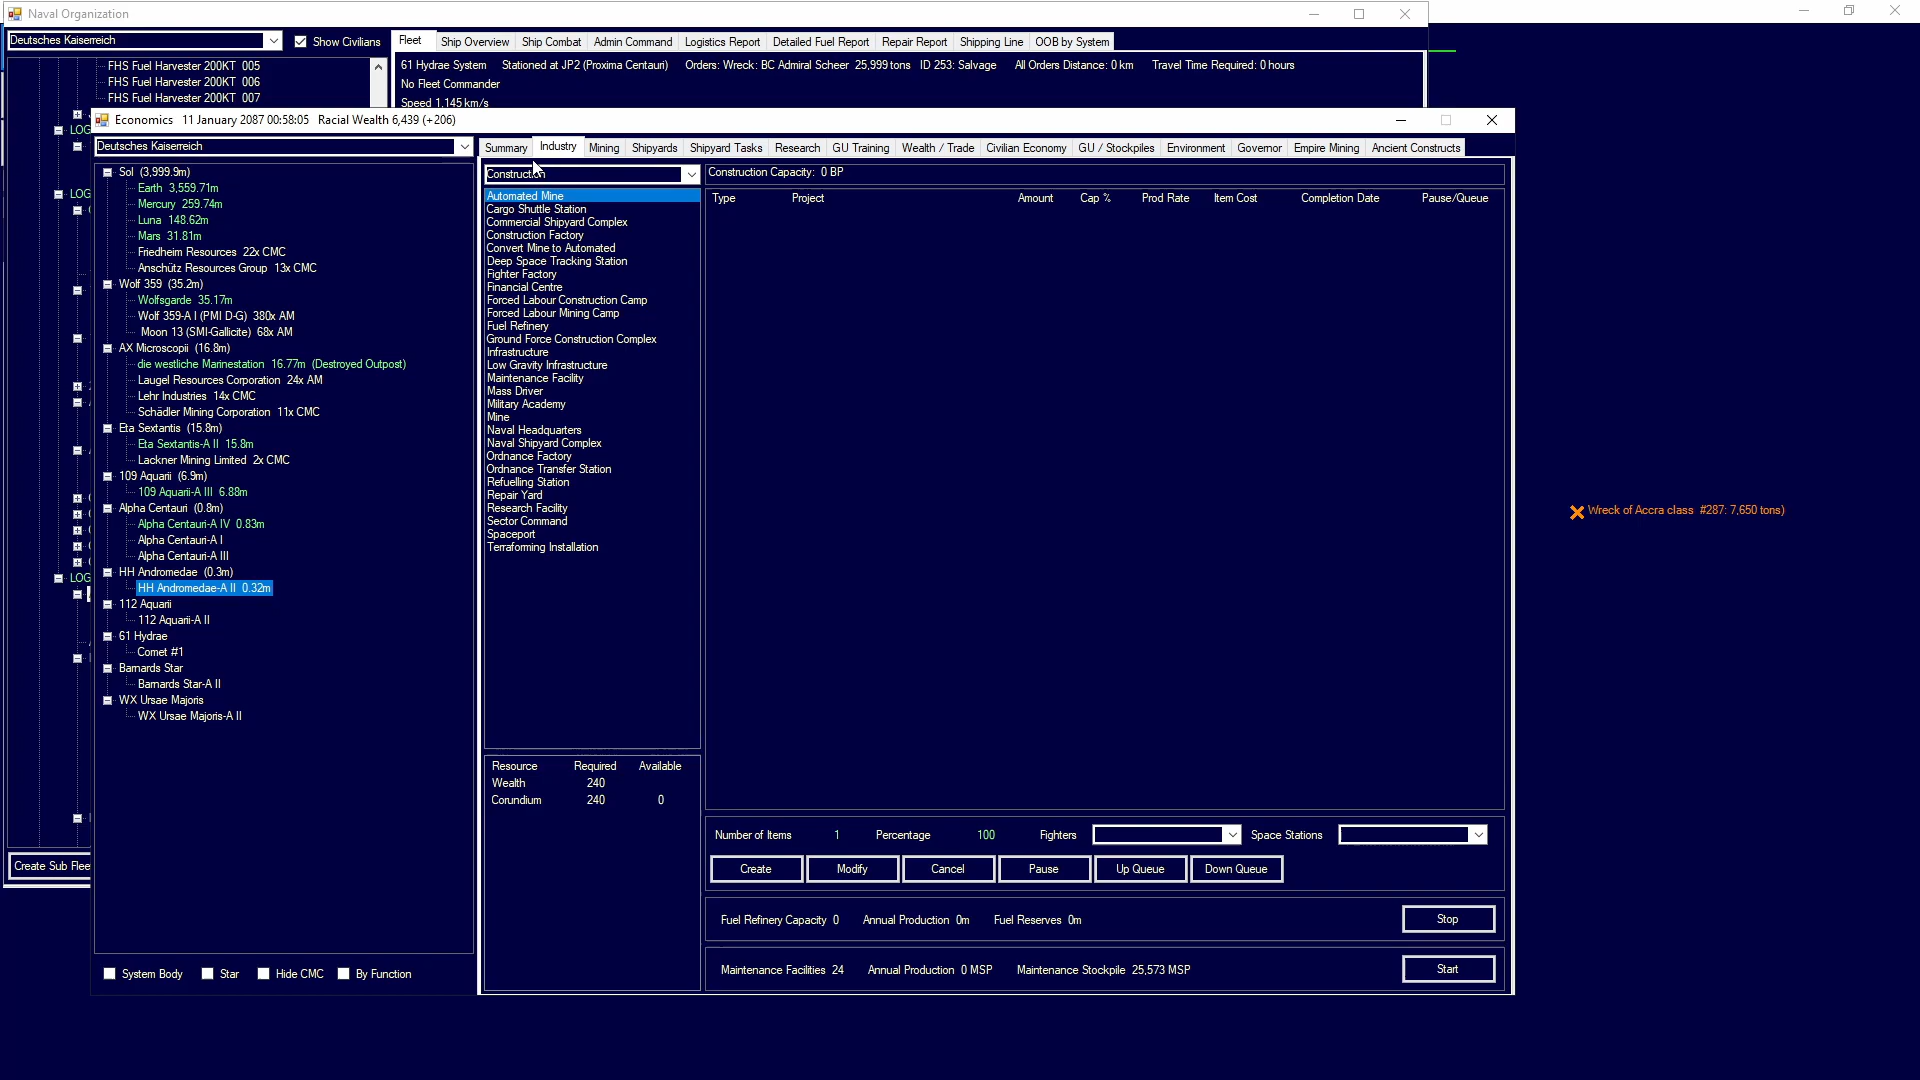 Naval Organization
Deutsches Kaiserreich
Show Civilians
Fleet Ship Overview Ship Combat Admin Command Logistics Report Detailed Fuel Report Repair Report Shipping Line OOB by System
FHS Fuel Harvester 200KT 005
FHS Fuel Harvester 200KT 006
FHS Fuel Harvester 200KT 007
61 Hydrae System Stationed at JP2 (Proxima Centauri) Orders: Wreck: BC Admiral Scheer 25,999 tons ID 253: Salvage All Orders Distance: 0 km Travel Time Required: 0 hours
No Fleet Commander
Speed 1,145 km/s
LOG
LOG
LOG
Create Sub Flee
Economics 11 January 2087 00:58:05 Racial Wealth 6,439 (+206)
Deutsches Kaiserreich
Summary Industry Mining Shipyards Shipyard Tasks Research GU Training Wealth / Trade Civilian Economy GU / Stockpiles Environment Governor Empire Mining Ancient Constructs
Sol (3,999.9m)
Earth 3,559.71m
Mercury 259.74m
Luna 148.62m
Mars 31.81m
Friedheim Resources 22x CMC
Anschütz Resources Group 13x CMC
Wolf 359 (35.2m)
Wolfsgarde 35.17m
Wolf 359-A I (PMI D-G) 380x AM
Moon 13 (SMI-Gallicite) 68x AM
AX Microscopii (16.8m)
die westliche Marinestation 16.77m (Destroyed Outpost)
Laugel Resources Corporation 24x AM
Lehr Industries 14x CMC
Schädler Mining Corporation 11x CMC
Eta Sextantis (15.8m)
Eta Sextantis-A II 15.8m
Lackner Mining Limited 2x CMC
109 Aquarii (6.9m)
109 Aquarii-A III 6.88m
Alpha Centauri (0.8m)
Alpha Centauri-A IV 0.83m
Alpha Centauri-A I
Alpha Centauri-A III
HH Andromedae (0.3m)
HH Andromedae-A II 0.32m
112 Aquarii
112 Aquarii-A II
61 Hydrae
Comet #1
Barnards Star
Barnards Star-A II
WX Ursae Majoris
WX Ursae Majoris-A II
System Body Star Hide CMC By Function
Construction
Automated Mine
Cargo Shuttle Station
Commercial Shipyard Complex
Construction Factory
Convert Mine to Automated
Deep Space Tracking Station
Fighter Factory
Financial Centre
Forced Labour Construction Camp
Forced Labour Mining Camp
Fuel Refinery
Ground Force Construction Complex
Infrastructure
Low Gravity Infrastructure
Maintenance Facility
Mass Driver
Military Academy
Mine
Naval Headquarters
Naval Shipyard Complex
Ordnance Factory
Ordnance Transfer Station
Refuelling Station
Repair Yard
Research Facility
Sector Command
Spaceport
Terraforming Installation
Resource Required Available
Wealth 240
Corundium 240 0
Construction Capacity: 0 BP
Type Project Amount Cap % Prod Rate Item Cost Completion Date Pause/Queue
Number of Items 1 Percentage 100 Fighters Space Stations
Create Modify Cancel Pause Up Queue Down Queue
Fuel Refinery Capacity 0 Annual Production 0m Fuel Reserves 0m Stop
Maintenance Facilities 24 Annual Production 0 MSP Maintenance Stockpile 25,573 MSP Start
Wreck of Accra class #287: 7,650 tons)